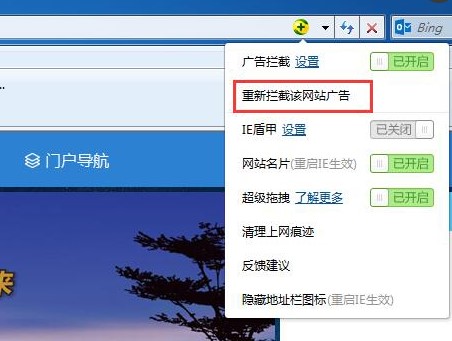 Bing
广告拦截 设置 已开启
..
重新拦截该网站广告
IE盾甲 设置 已关闭
门户导航
网站名片(重启IE生效) 已开启
超级拖拽 了解更多 已开启
清理上网痕迹
反馈建议
来
隐藏地址栏图标(重启IE生效)